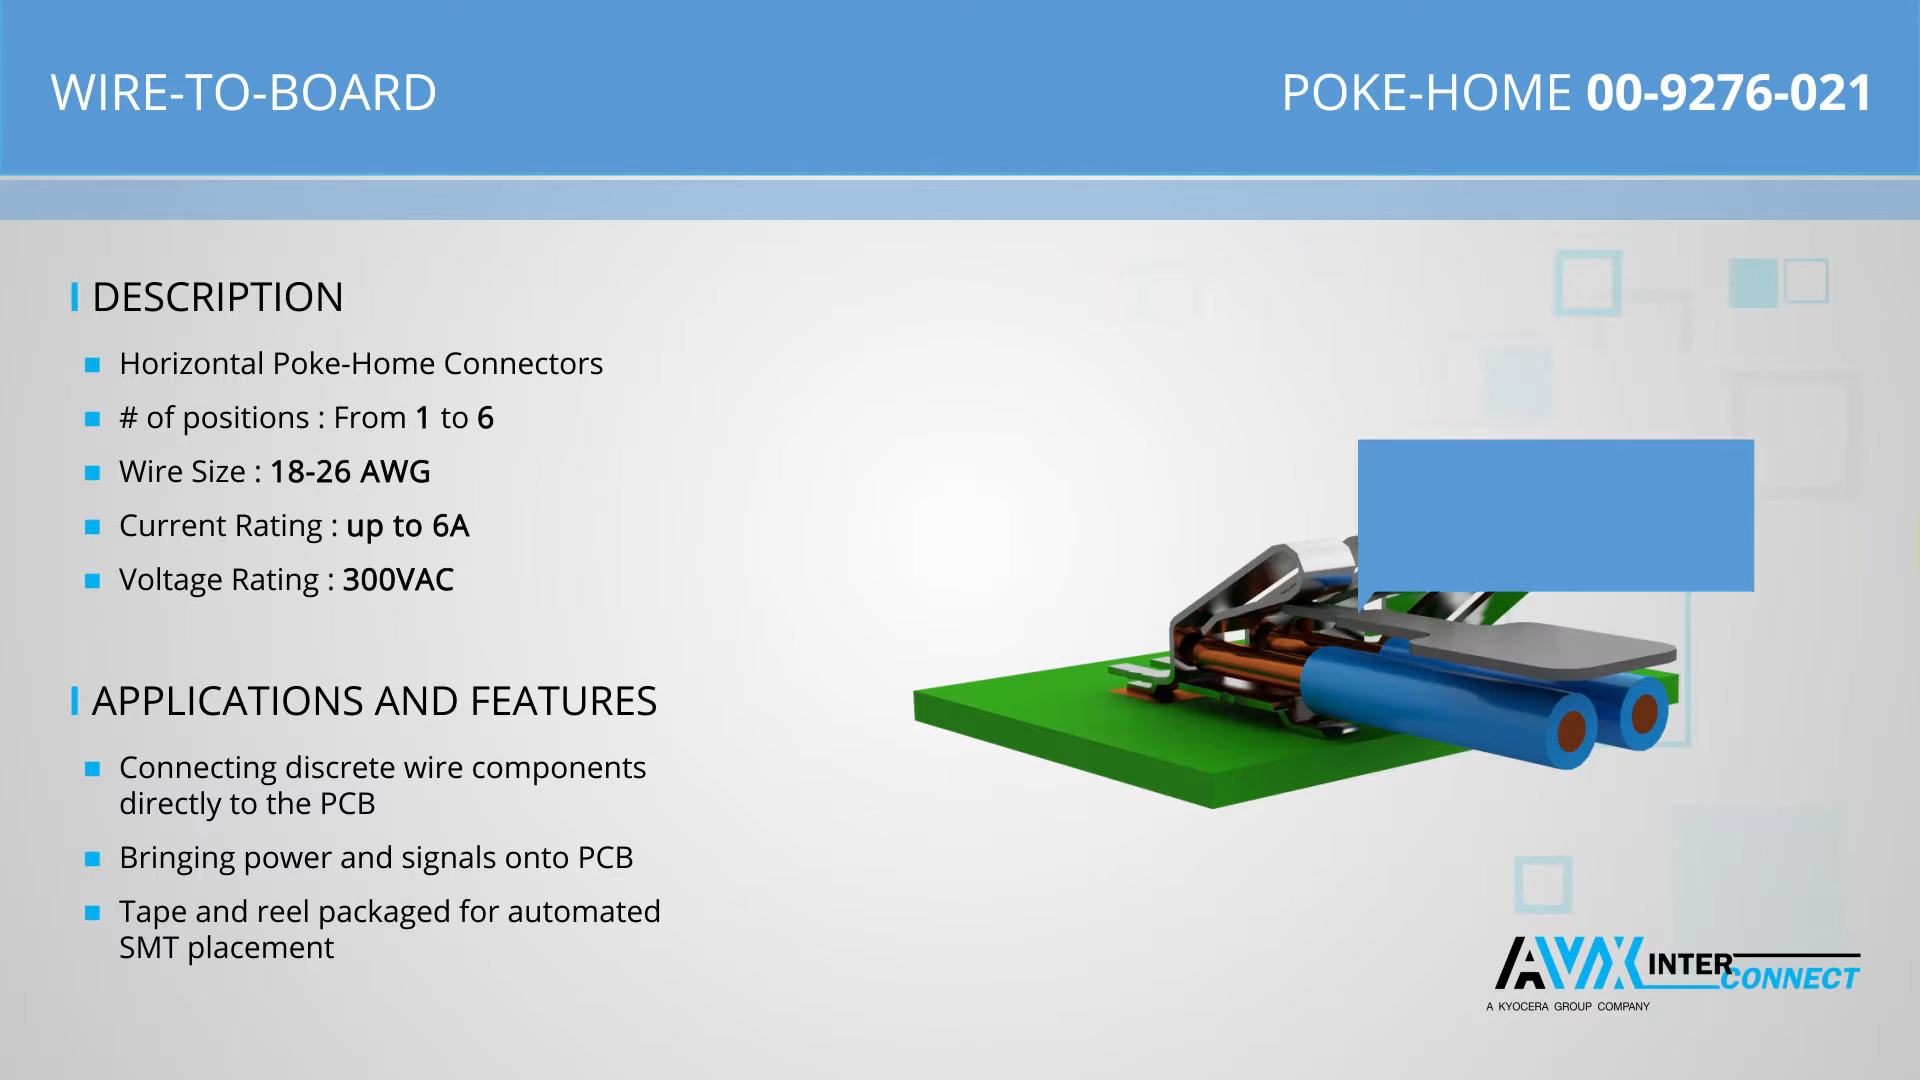 WIRE-TO-BOARD
POKE-HOME 00-9276-021
DESCRIPTION
Horizontal Poke-Home Connectors
# of positions : From 1 to 6
Wire Size : 18-26 AWG
Current Rating : up to 6A
Voltage Rating : 300VAC
APPLICATIONS AND FEATURES
Connecting discrete wire components
directly to the PCB
Bringing power and signals onto PCB
Tape and reel packaged for automated
SMT placement
AVX INTERCONNECT
A KYOCERA GROUP COMPANY